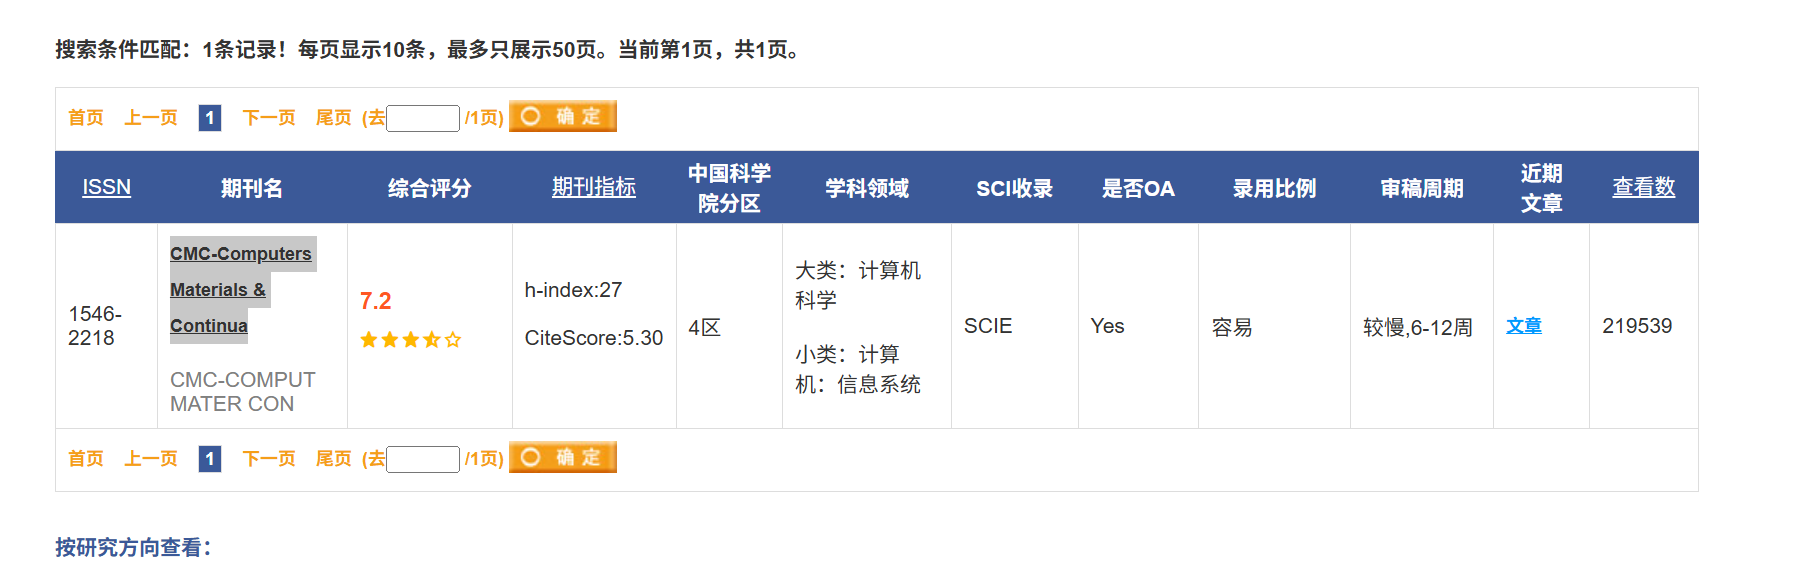 搜索条件匹配：1条记录！每页显示10条，最多只展示50页。当前第1页，共1页。
首页 上一页 1 下一页 尾页 (去 /1页) 确 定
ISSN 期刊名 综合评分 期刊指标 中国科学院分区 学科领域 SCI收录 是否OA 录用比例 审稿周期 近期文章 查看数
1546-
2218
CMC-Computers
Materials &
Continua
CMC-COMPUT
MATER CON
7.2
h-index:27
CiteScore:5.30
4区
大类：计算机
科学
小类：计算
机：信息系统
SCIE
Yes
容易
较慢,6-12周
文章
219539
首页 上一页 1 下一页 尾页 (去 /1页) 确 定
按研究方向查看：